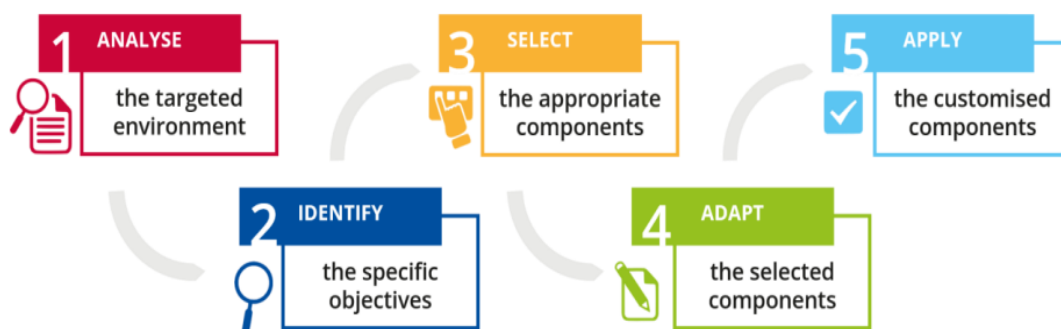 1 ANALYSE
the targeted
environment
2 IDENTIFY
the specific
objectives
3 SELECT
the appropriate
components
4 ADAPT
the selected
components
5 APPLY
the customised
components